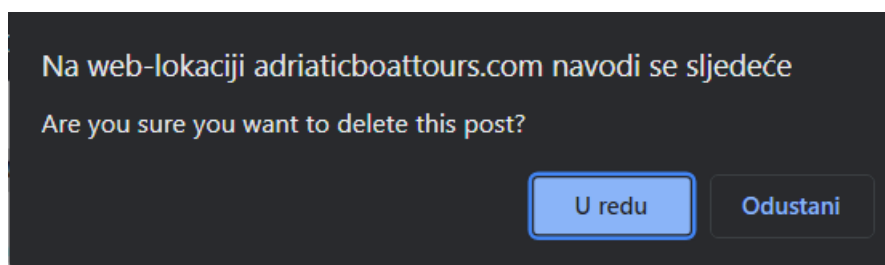 Na web-lokaciji adriaticboattours.com navodi se sljedeće
Are you sure you want to delete this post?
U redu
Odustani